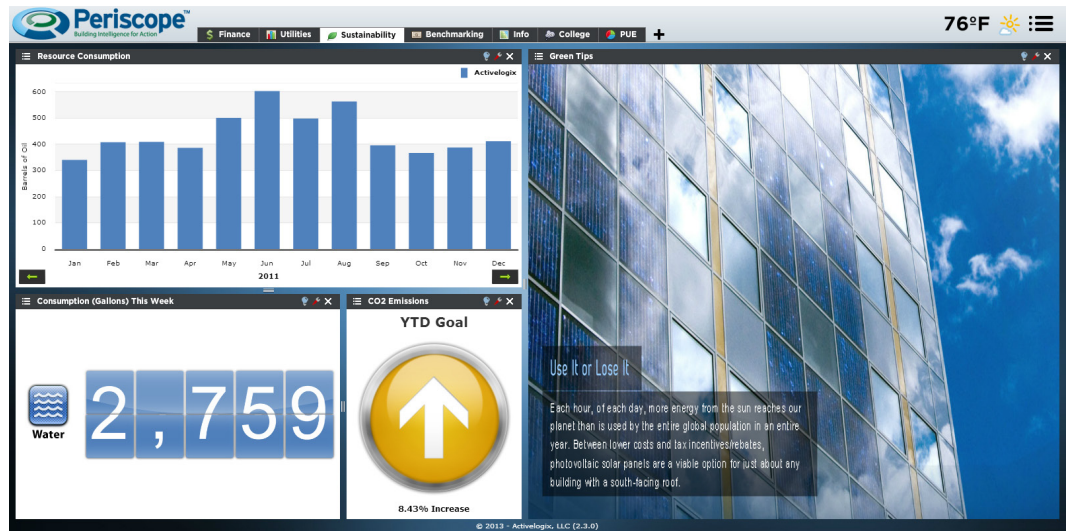 Periscope™
Building Intelligence for Action
Finance
Utilities
Sustainability
Benchmarking
Info
College
PUE
76ºF
Resource Consumption
Activelogix
600
500
400
300
200
100
0
Barrels of Oil
Jan Feb Mar Apr May Jun Jul Aug Sep Oct Nov Dec
2011
Green Tips
Use It or Lose It
Each hour, of each day, more energy from the sun reaches our
planet than is used by the entire global population in an entire
year. Between lower costs and tax incentives/rebates,
photovoltaic solar panels are a viable option for just about any
building with a south-facing roof.
Consumption (Gallons) This Week
Water
2,759
CO2 Emissions
YTD Goal
8.43% Increase
© 2013 - Activelogix, LLC (2.3.0)